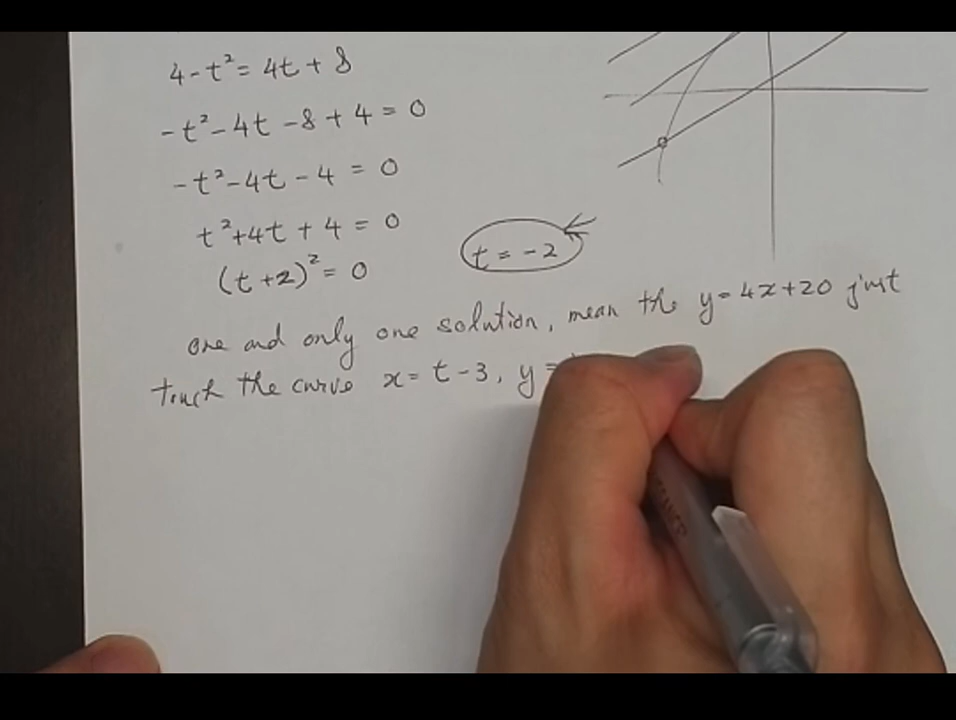 4-t²= 4t + 8
-t²-4t -8+4 = 0
-t²-4t - 4 = 0
t²+4t + 4 = 0
(t+2)² = 0
t = -2
one and only one solution, mean the y=4x+20 just
touch the curve x= t-3, y =